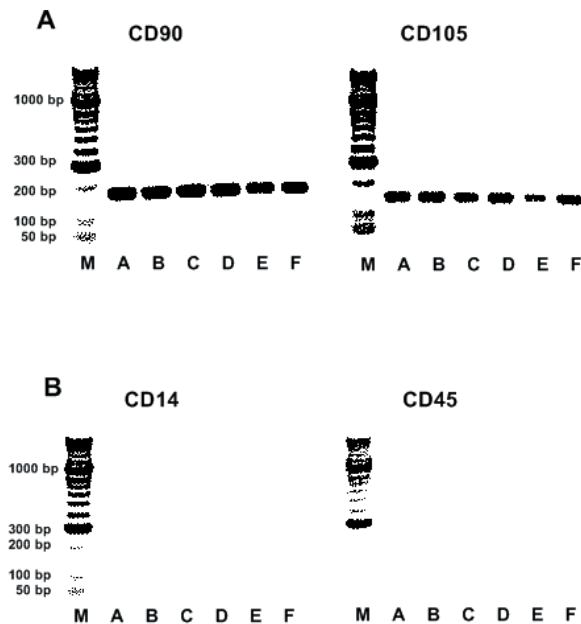 A
CD90 CD105
1000 bp
300 bp
200 bp
100 bp
50 bp
M A B C D E F M A B C D E F
B
CD14 CD45
1000 bp
300 bp
200 bp
100 bp
50 bp
M A B C D E F M A B C D E F